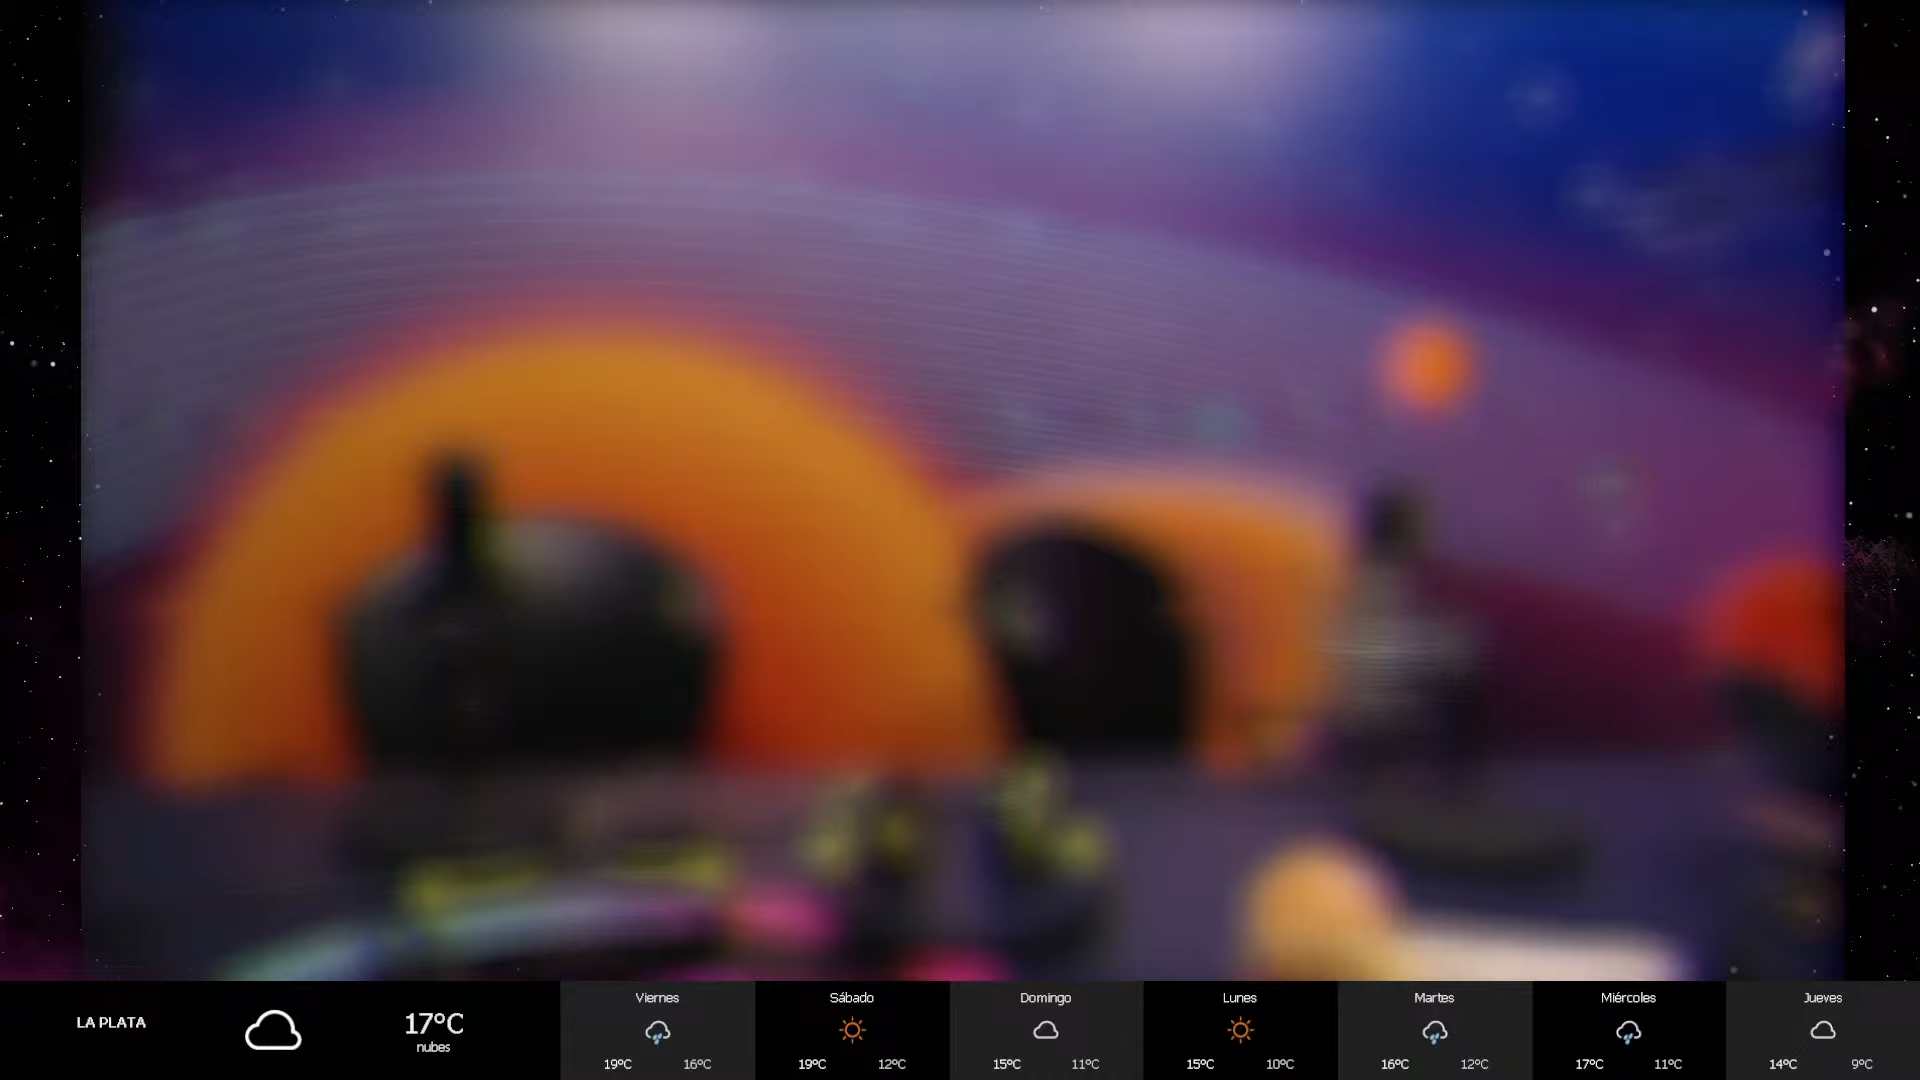 LA PLATA
17°C
nubes
Viernes
19°C 16°C
Sábado
19°C 12°C
Domingo
15°C 11°C
Lunes
15°C 10°C
Martes
16°C 12°C
Miércoles
17°C 11°C
Jueves
14°C 9°C